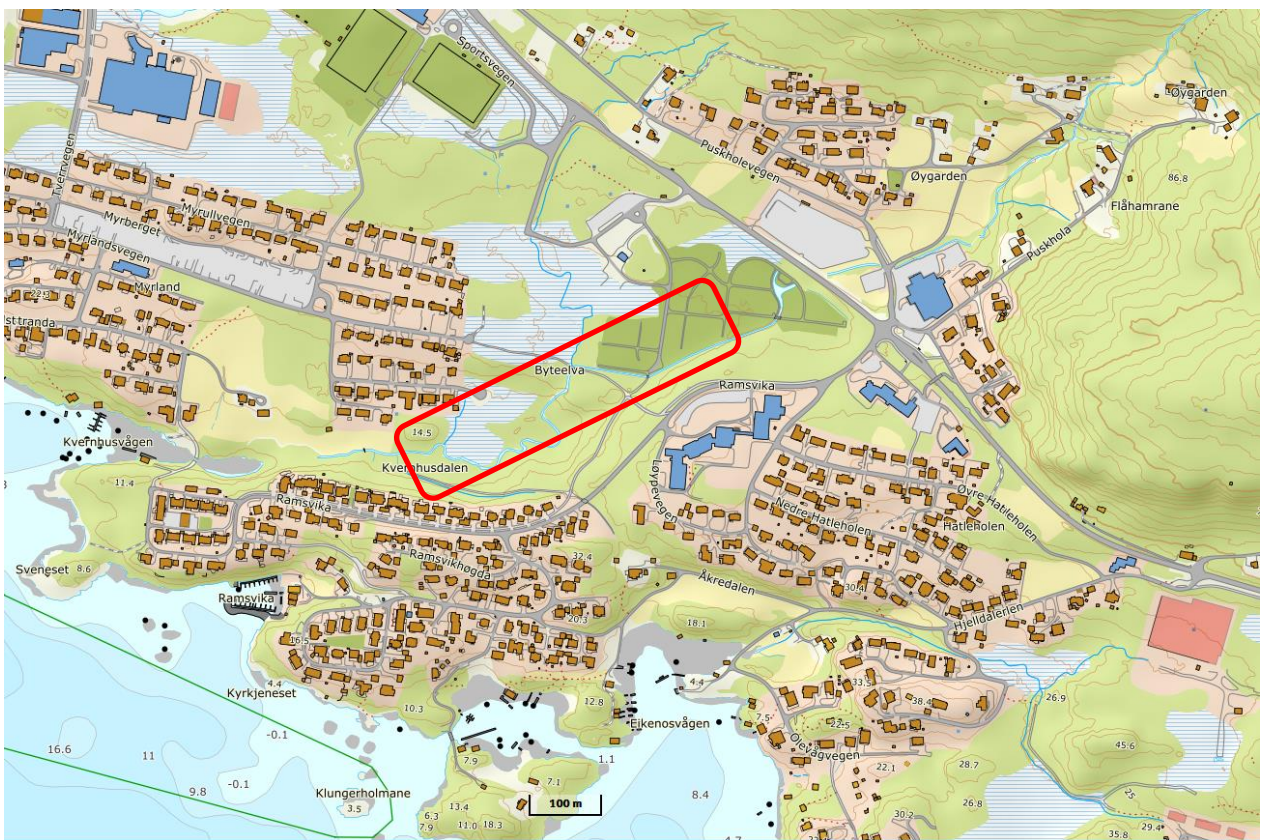 Sportsvegen
Øygarden
Puskholevegen
Øygarden
86.8
Flåhamrane
Myrullvegen
Myrberget
Myrlandsvegen
Puskhola
Myrland
22.3
Byteelva
Ramsvika
14.5
Kvernhusvågen
Kvernhusdalen
11.4
Løypevegen
Ramsvika
Nedre Hatleholen
Øvre Hatleholen
Hatleholen
Ramsvikhøgda
32.4
Sveneset
8.6
Åkredalen
30.4
Ramsvika
20.3
18.1
Hjelldalerien
16.5
Kyrkjeneset
4.4
10.3
12.8
4.4
33.5
38.4
26.9
7.5
22.5
Eikenosvågen
Olevågvegen
-0.1
16.6
11
7.9
7.1
1.1
22.1
28.7
45.6
-0.1
9.8
Klungerholmane
3.5
8.4
25
13.4
6.3
7.9
11.0
18.3
100 m
26.8
30.2
29.4
35.8